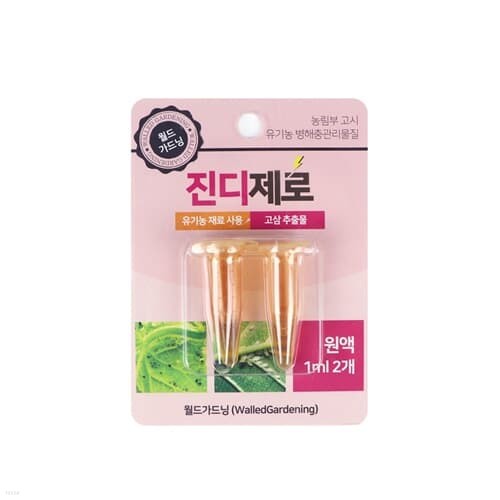 WALLED GARDENING
월드
가드닝
WALLED GARDENING
농림부 고시
유기농 병해충관리물질
진디제로
유기농 재료 사용
고삼 추출물
원액
1ml 2개
월드가드닝 (WalledGardening)